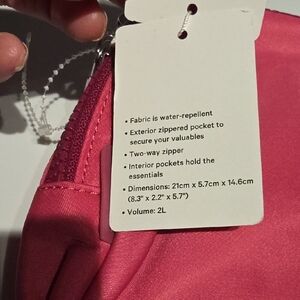 • Fabric is water-repellent
• Exterior zippered pocket to
secure your valuables
• Two-way zipper
• Interior pockets hold the
essentials
• Dimensions: 21cm x 5.7cm x 14.6cm
(8.3" x 2.2" x 5.7")
• Volume: 2L